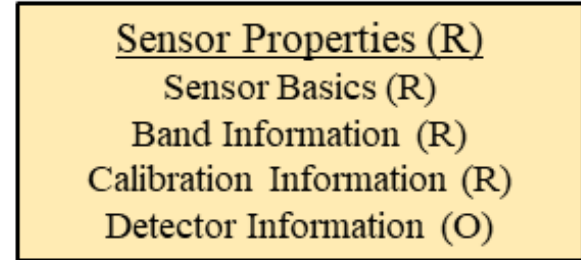 Sensor Properties (R)
Sensor Basics (R)
Band Information (R)
Calibration Information (R)
Detector Information (O)